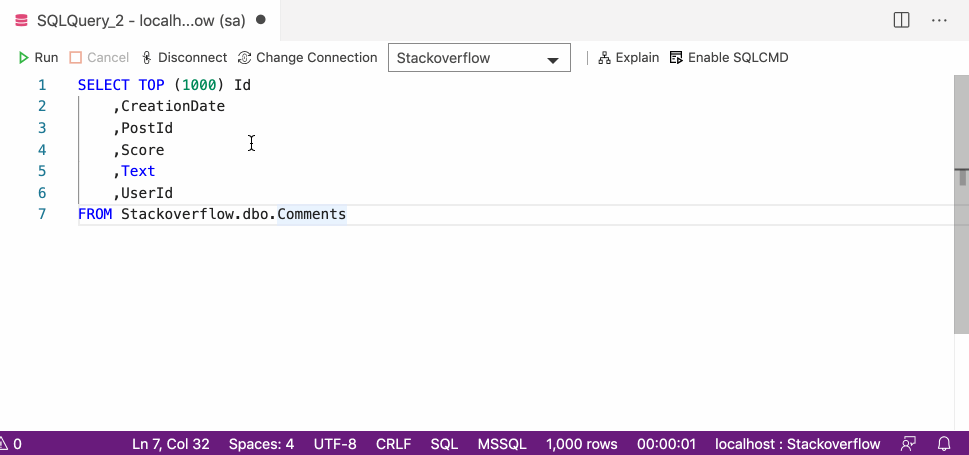 SQLQuery_2 - localh...ow (sa)
Run Cancel Disconnect Change Connection Stackoverflow Explain Enable SQLCMD
1 SELECT TOP (1000) Id
2 ,CreationDate
3 ,PostId
4 ,Score
5 ,Text
6 ,UserId
7 FROM Stackoverflow.dbo.Comments
0 Ln 7, Col 32 Spaces: 4 UTF-8 CRLF SQL MSSQL 1,000 rows 00:00:01 localhost : Stackoverflow